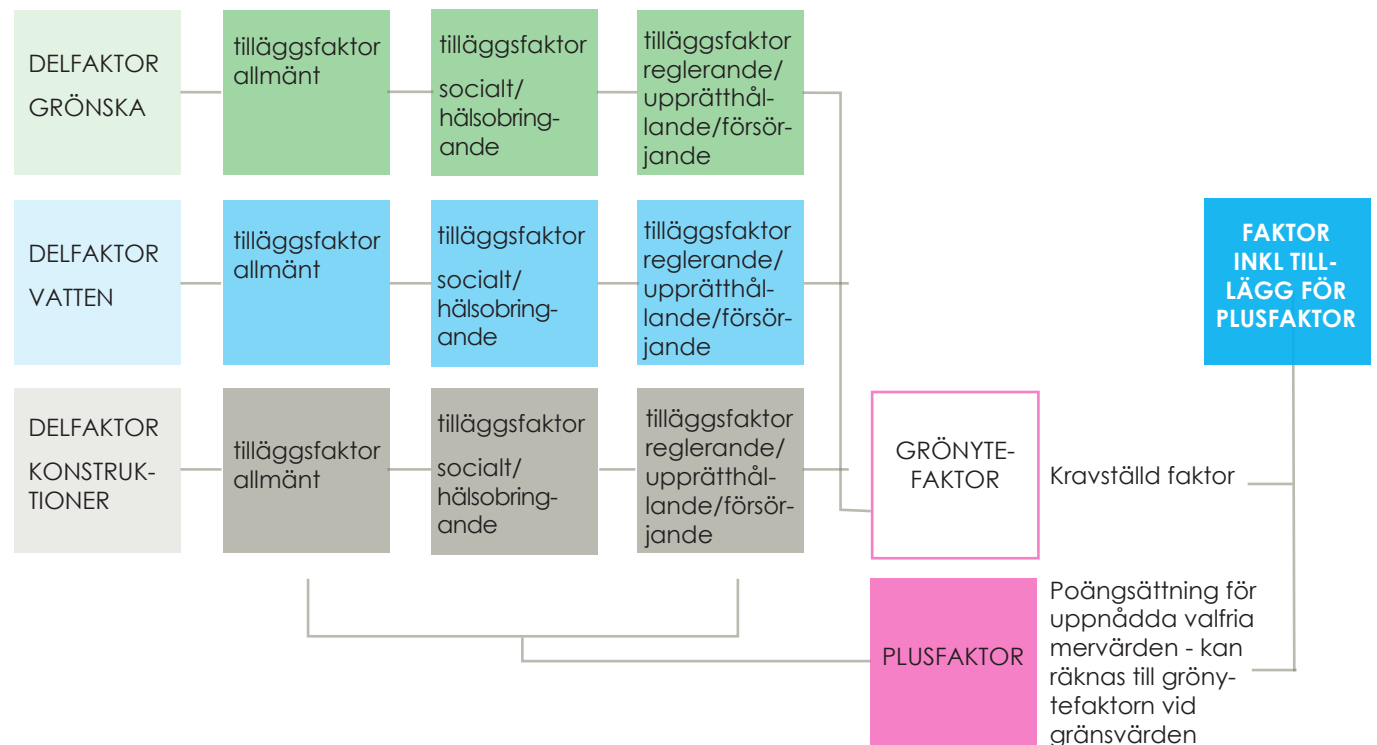 DELFAKTOR
GRÖNSKA
tilläggsfaktor
allmänt
tilläggsfaktor
socialt/
hälsobring-
ande
tilläggsfaktor
reglerande/
upprätthål-
lande/försör-
jande
DELFAKTOR
VATTEN
tilläggsfaktor
allmänt
tilläggsfaktor
socialt/
hälsobring-
ande
tilläggsfaktor
reglerande/
upprätthål-
lande/försör-
jande
FAKTOR
INKL TILL-
LÄGG FÖR
PLUSFAKTOR
DELFAKTOR
KONSTRUK-
TIONER
tilläggsfaktor
allmänt
tilläggsfaktor
socialt/
hälsobring-
ande
tilläggsfaktor
reglerande/
upprätthål-
lande/försör-
jande
GRÖNYTE-
FAKTOR
Kravställd faktor
PLUSFAKTOR
Poängsättning för
uppnådda valfria
mervärden - kan
räknas till gröny-
tefaktorn vid
gränsvärden